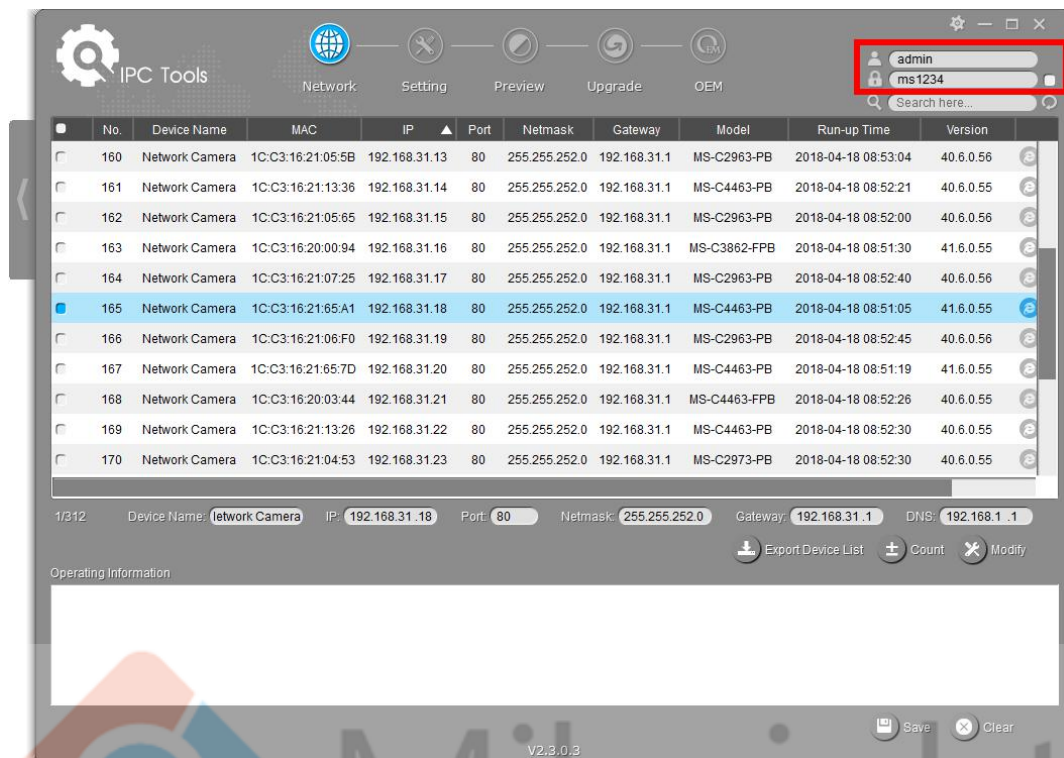 IPC Tools
Network Setting Preview Upgrade OEM
admin
ms1234
Search here...
No. Device Name MAC IP Port Netmask Gateway Model Run-up Time Version
160 Network Camera 1C:C3:16:21:05:5B 192.168.31.13 80 255.255.252.0 192.168.31.1 MS-C2963-PB 2018-04-18 08:53:04 40.6.0.56
161 Network Camera 1C:C3:16:21:13:36 192.168.31.14 80 255.255.252.0 192.168.31.1 MS-C4463-PB 2018-04-18 08:52:21 40.6.0.55
162 Network Camera 1C:C3:16:21:05:65 192.168.31.15 80 255.255.252.0 192.168.31.1 MS-C2963-PB 2018-04-18 08:52:00 40.6.0.56
163 Network Camera 1C:C3:16:20:00:94 192.168.31.16 80 255.255.252.0 192.168.31.1 MS-C3862-FPB 2018-04-18 08:51:30 41.6.0.55
164 Network Camera 1C:C3:16:21:07:25 192.168.31.17 80 255.255.252.0 192.168.31.1 MS-C2963-PB 2018-04-18 08:52:40 40.6.0.56
165 Network Camera 1C:C3:16:21:65:A1 192.168.31.18 80 255.255.252.0 192.168.31.1 MS-C4463-PB 2018-04-18 08:51:05 41.6.0.55
166 Network Camera 1C:C3:16:21:06:F0 192.168.31.19 80 255.255.252.0 192.168.31.1 MS-C2963-PB 2018-04-18 08:52:45 40.6.0.56
167 Network Camera 1C:C3:16:21:65:7D 192.168.31.20 80 255.255.252.0 192.168.31.1 MS-C4463-PB 2018-04-18 08:51:19 41.6.0.55
168 Network Camera 1C:C3:16:20:03:44 192.168.31.21 80 255.255.252.0 192.168.31.1 MS-C4463-FPB 2018-04-18 08:52:26 40.6.0.55
169 Network Camera 1C:C3:16:21:13:26 192.168.31.22 80 255.255.252.0 192.168.31.1 MS-C4463-PB 2018-04-18 08:52:30 40.6.0.55
170 Network Camera 1C:C3:16:21:04:53 192.168.31.23 80 255.255.252.0 192.168.31.1 MS-C2973-PB 2018-04-18 08:52:30 40.6.0.55
1/312 Device Name: letwork Camera IP: 192.168.31 .18 Port: 80 Netmask: 255.255.252.0 Gateway: 192.168.31 .1 DNS: 192.168.1 .1
Export Device List Count Modify
Operating Information
Save Clear
V2.3.0.3